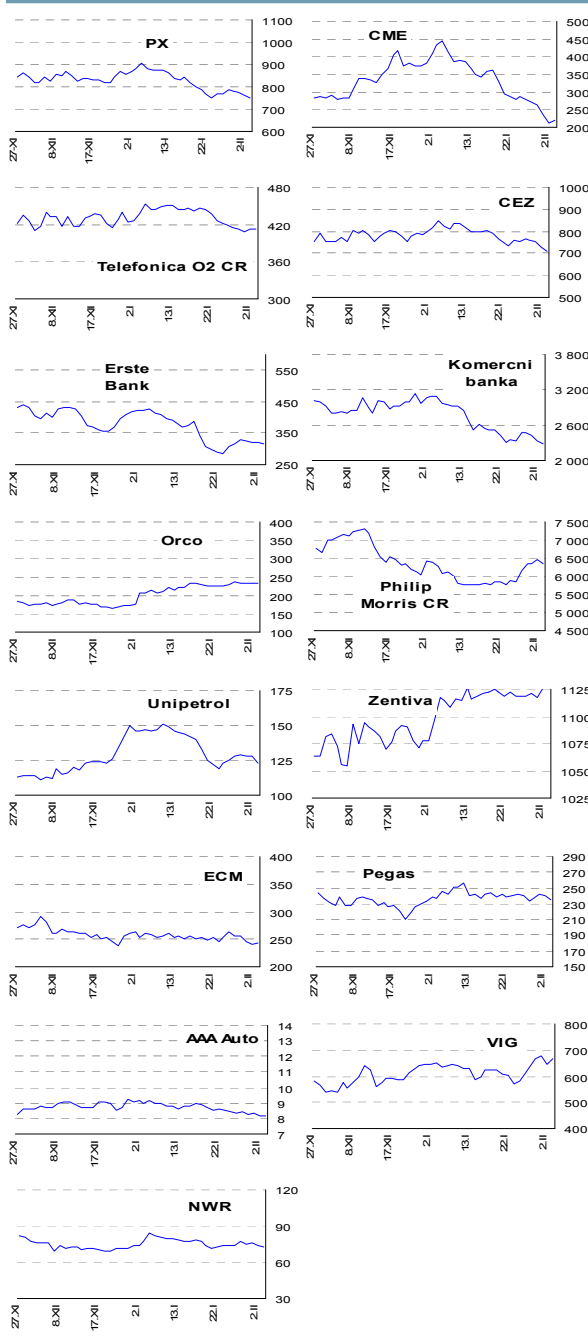 PX
1100
1000
900
800
700
600
27.XI 8.XII 17.XII 2.I 13.I 22.I 2.II
CME
500
450
400
350
300
250
200
27.XI 8.XII 17.XII 2.I 13.I 22.I 2.II
Telefonica O2 CR
480
420
360
300
27.XI 8.XII 17.XII 2.I 13.I 22.I 2.II
CEZ
1000
900
800
700
600
500
27.XI 8.XII 17.XII 2.I 13.I 22.I 2.II
Erste
Bank
550
450
350
250
27.XI 8.XII 17.XII 2.I 13.I 22.I 2.II
Komercni
banka
3 800
3 200
2 600
2 000
27.XI 8.XII 17.XII 2.I 13.I 22.I 2.II
Orco
400
350
300
250
200
150
100
27.XI 8.XII 17.XII 2.I 13.I 22.I 2.II
Philip
Morris CR
7 500
7 000
6 500
6 000
5 500
5 000
4 500
27.XI 8.XII 17.XII 2.I 13.I 22.I 2.II
Unipetrol
175
150
125
100
27.XI 8.XII 17.XII 2.I 13.I 22.I 2.II
Zentiva
1125
1100
1075
1050
1025
27.XI 8.XII 17.XII 2.I 13.I 22.I 2.II
ECM
400
350
300
250
200
27.XI 8.XII 17.XII 2.I 13.I 22.I 2.II
Pegas
290
270
250
230
210
190
170
150
27.XI 8.XII 17.XII 2.I 13.I 22.I 2.II
AAA Auto
14
13
12
11
10
9
8
7
27.XI 8.XII 17.XII 2.I 13.I 22.I 2.II
VIG
800
700
600
500
400
27.XI 8.XII 17.XII 2.I 13.I 22.I 2.II
NWR
120
90
60
30
27.XI 8.XII 17.XII 2.I 13.I 22.I 2.II